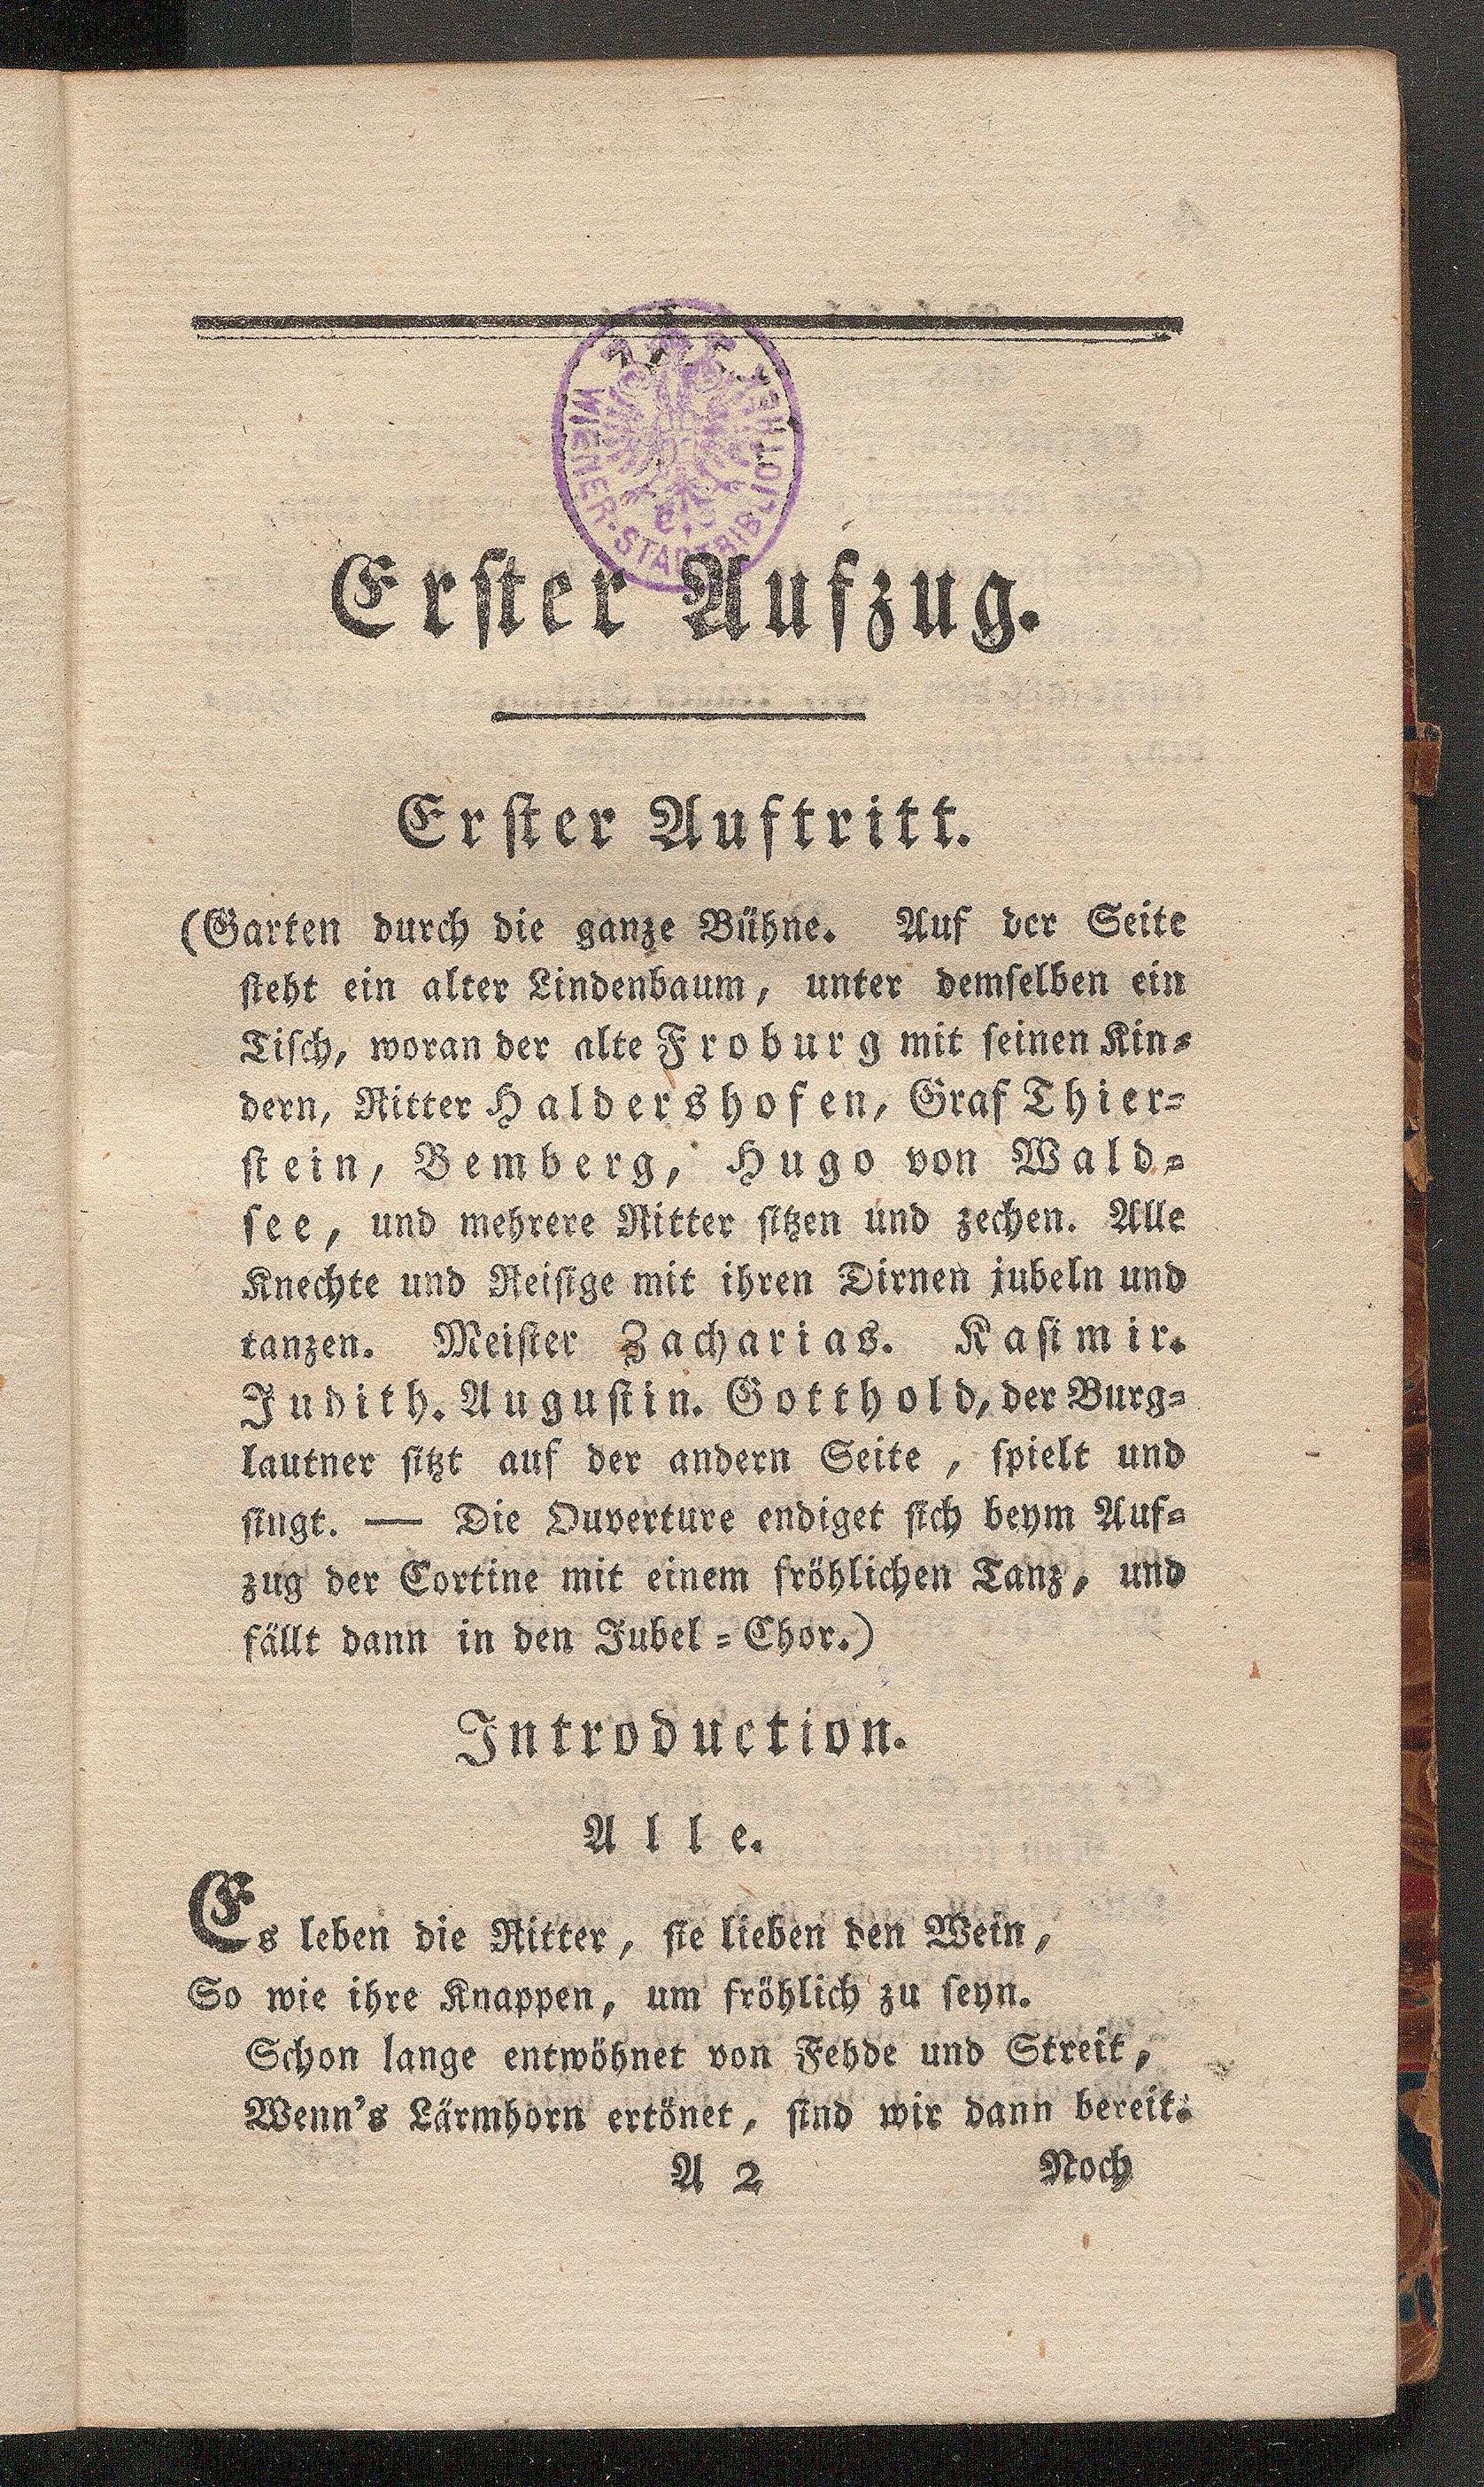 WIENER-STADTBIBLIOTHEK
Erster Aufzug.
Erster Auftritt.
(Garten durch die ganze Bühne. Auf der Seite
steht ein alter Lindenbaum, unter demselben ein
Tisch, woran der alte Froburg mit seinen Kin-
dern, Ritter Haldershofen, Graf Thier-
stein, Bemberg, Hugo von Wald-
see, und mehrere Ritter sitzen und zechen. Alle
Knechte und Reisige mit ihren Dirnen jubeln und
tanzen. Meister Zacharias. Kasimir.
Judith. Augustin. Gotthold, der Burg-
lautner sitzt auf der andern Seite, spielt und
singt. — Die Ouverture endiget sich beym Auf-
zug der Cortine mit einem fröhlichen Tanz, und
fällt dann in den Jubel-Chor.)
Introduction.
Alle.
Es leben die Ritter, sie lieben den Wein,
So wie ihre Knappen, um fröhlich zu seyn.
Schon lange entwöhnet von Fehde und Streit,
Wenn's Lärmhorn ertönet, sind wir dann bereit.
A 2 Noch